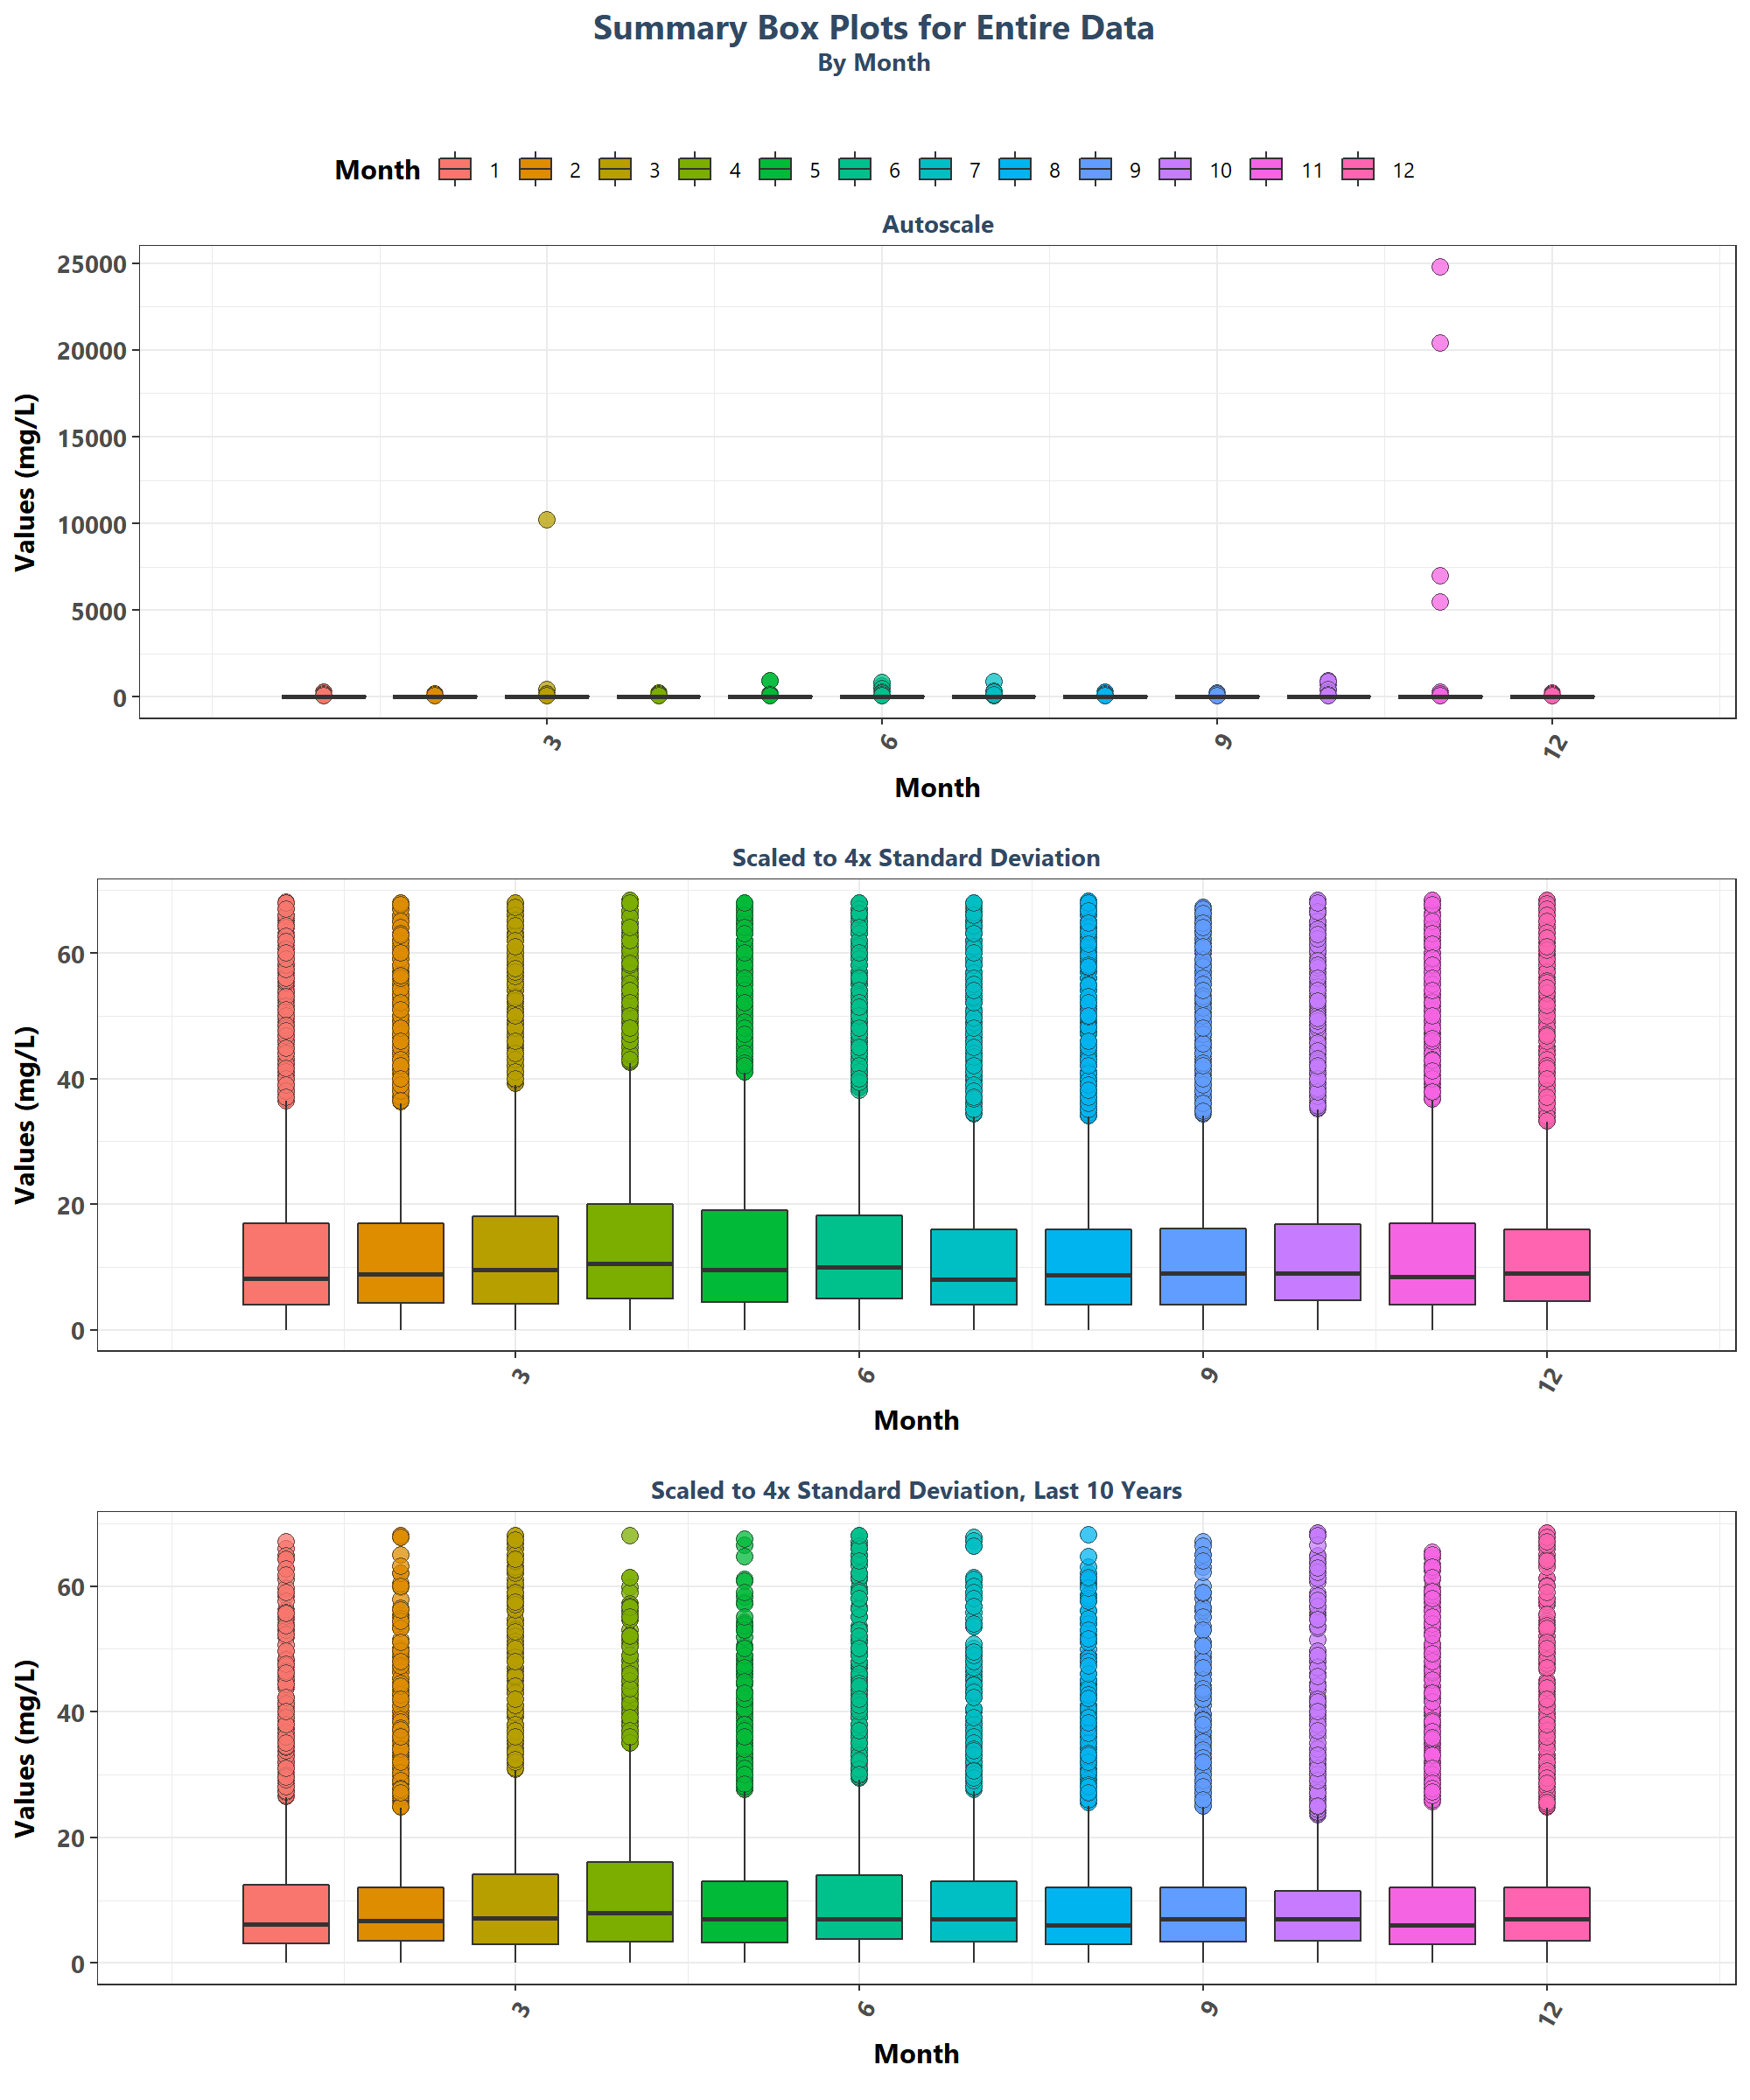 Summary Box Plots for Entire Data
By Month
Month 1 2 3 4 5 6 7 8 9 10 11 12
Autoscale
Values (mg/L)
25000
20000
15000
10000
5000
0
3 6 9 12
Month
Scaled to 4x Standard Deviation
Values (mg/L)
60
40
20
0
3 6 9 12
Month
Scaled to 4x Standard Deviation, Last 10 Years
Values (mg/L)
60
40
20
0
3 6 9 12
Month